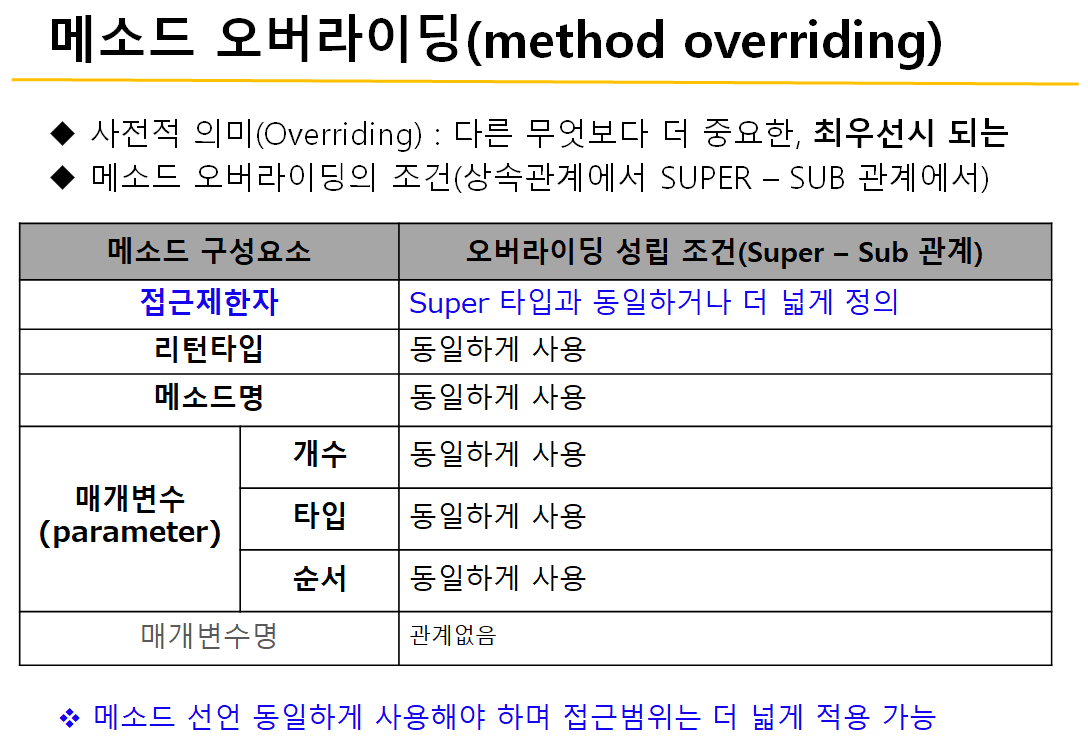 메소드 오버라이딩(method overriding)
◆ 사전적 의미(Overriding) : 다른 무엇보다 더 중요한, 최우선시 되는
◆ 메소드 오버라이딩의 조건(상속관계에서 SUPER – SUB 관계에서)
메소드 구성요소 오버라이딩 성립 조건(Super – Sub 관계)
접근제한자 Super 타입과 동일하거나 더 넓게 정의
리턴타입 동일하게 사용
메소드명 동일하게 사용
매개변수
(parameter)
개수 동일하게 사용
타입 동일하게 사용
순서 동일하게 사용
매개변수명 관계없음
❖ 메소드 선언 동일하게 사용해야 하며 접근범위는 더 넓게 적용 가능